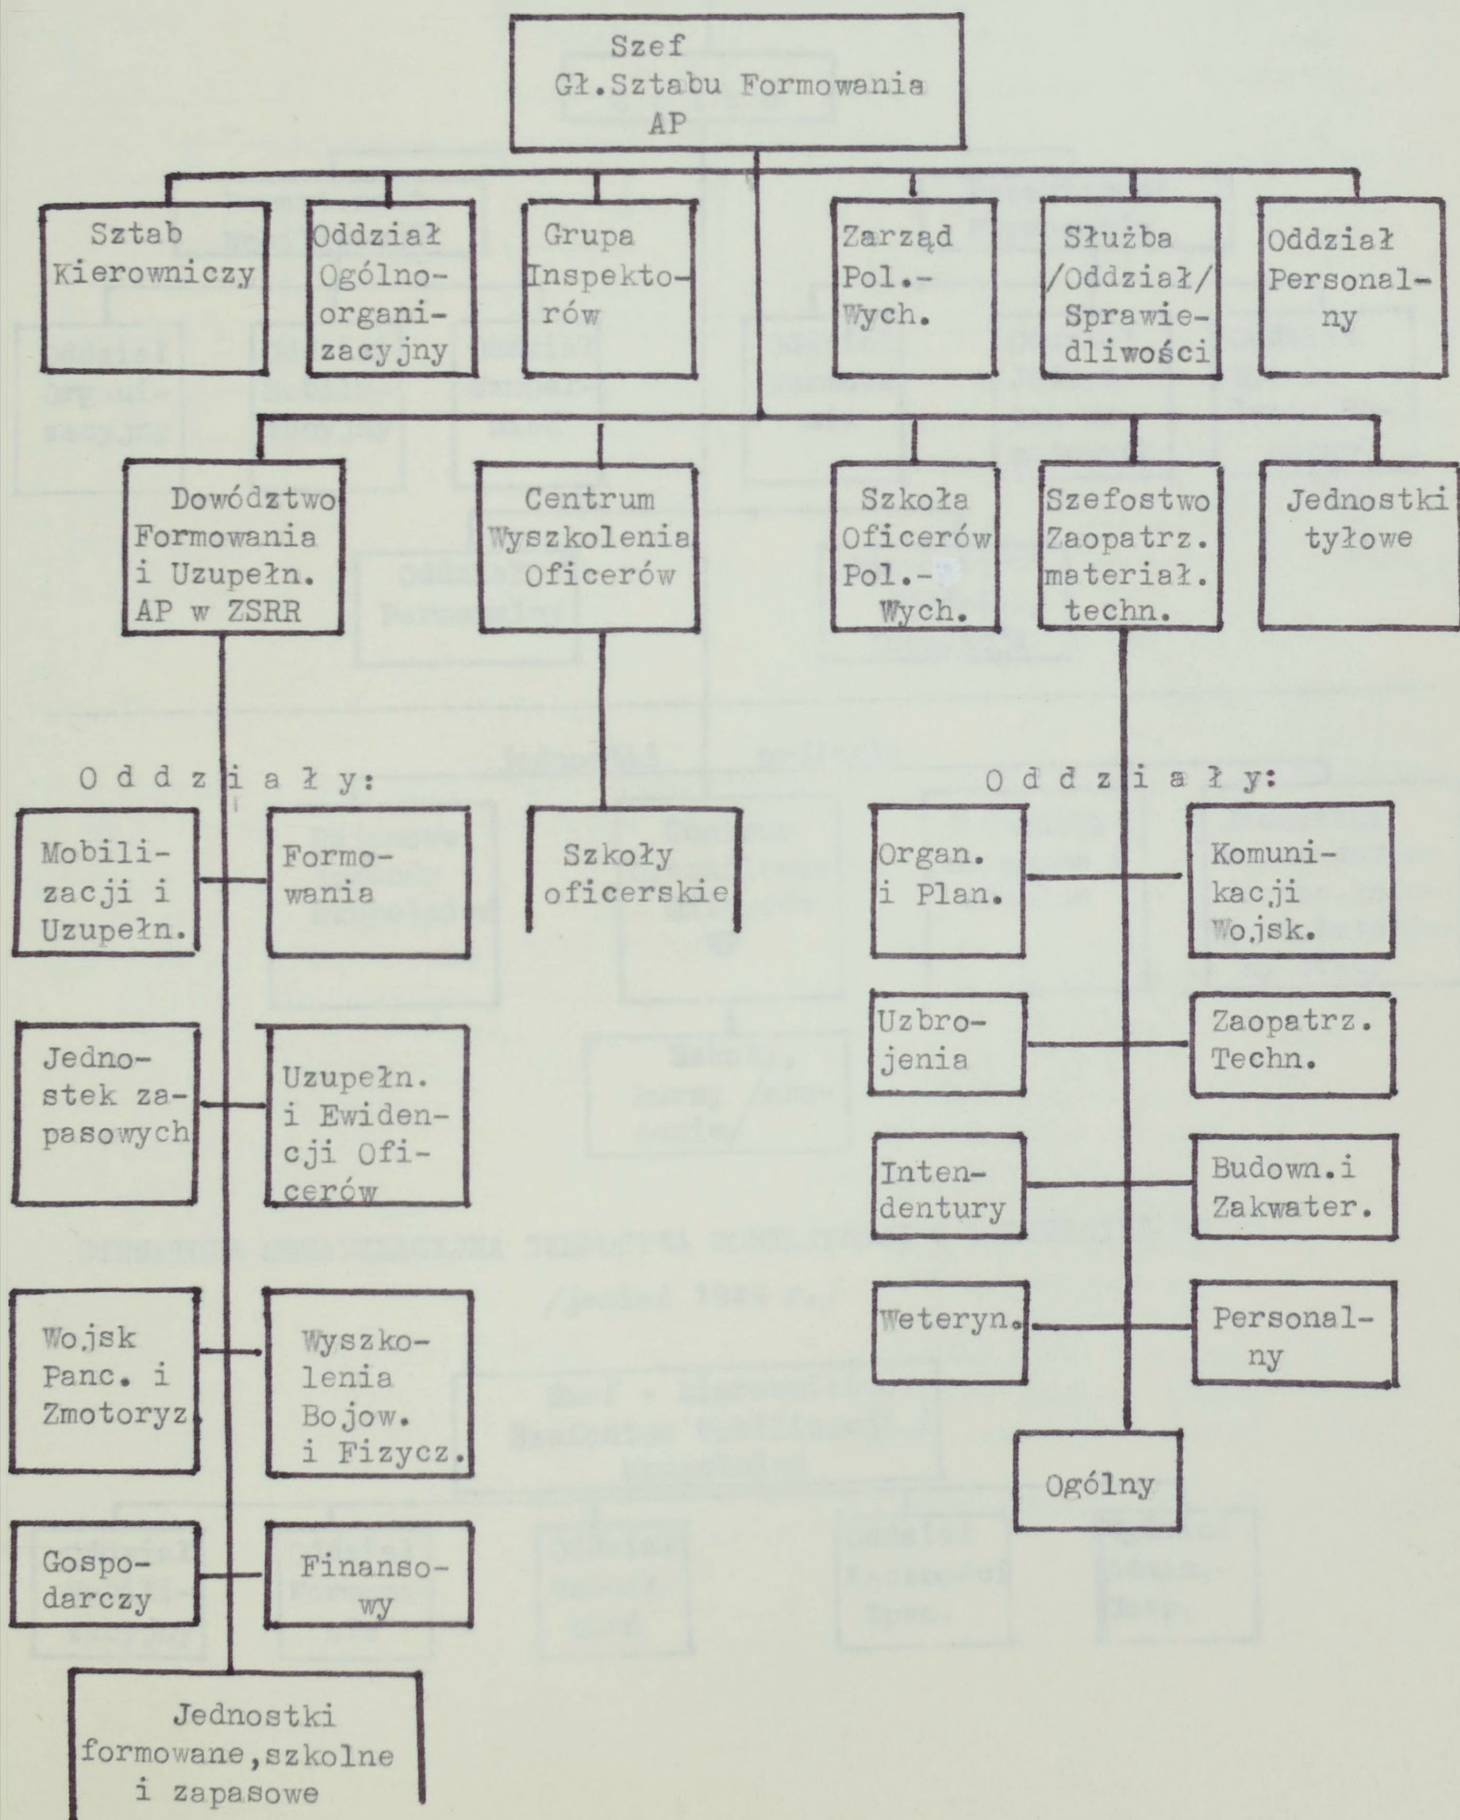 Szef
Gł.Sztabu Formowania
AP
Sztab
Kierowniczy
Oddział
Ogólno-
organi-
zacyjny
Grupa
Inspekto-
rów
Zarząd
Pol.-
Wych.
Służba
/Oddział/
Sprawie-
dliwości
Oddział
Personal-
ny
Dowództwo
Formowania
i Uzupełn.
AP w ZSRR
Centrum
Wyszkolenia
Oficerów
Szkoła
Oficerów
Pol.-
Wych.
Szefostwo
Zaopatrz.
materiał.
techn.
Jednostki
tyłowe
O d d z i a ł y:
Mobili-
zacji i
Uzupełn.
Formo-
wania
Jedno-
stek za-
pasowych
Uzupełn.
i Ewiden-
cji Ofi-
cerów
Wojsk
Panc. i
Zmotoryz.
Wyszko-
lenia
Bojow.
i Fizycz.
Gospo-
darczy
Finanso-
wy
Jednostki
formowane,szkolne
i zapasowe
Szkoły
oficerskie
O d d z i a ł y:
Organ.
i Plan.
Komuni-
kacji
Wojsk.
Uzbro-
jenia
Zaopatrz.
Techn.
Inten-
dentury
Budown.i
Zakwater.
Weteryn.
Personal-
ny
Ogólny